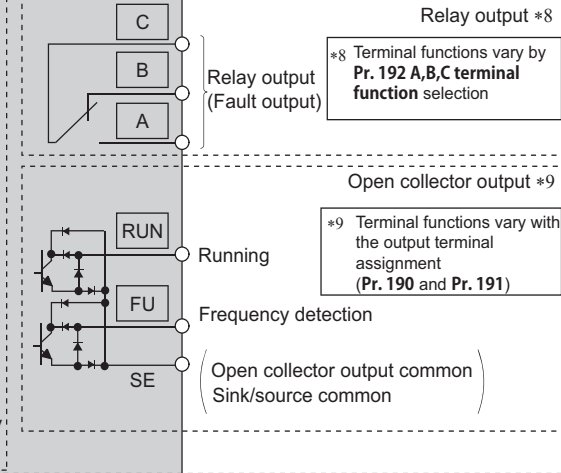 Relay output *8
C
B
A
Relay output
(Fault output)
*8 Terminal functions vary by
Pr. 192 A,B,C terminal
function selection
Open collector output *9
*9 Terminal functions vary with
the output terminal
assignment
(Pr. 190 and Pr. 191)
RUN
Running
FU
Frequency detection
SE
Open collector output common
Sink/source common